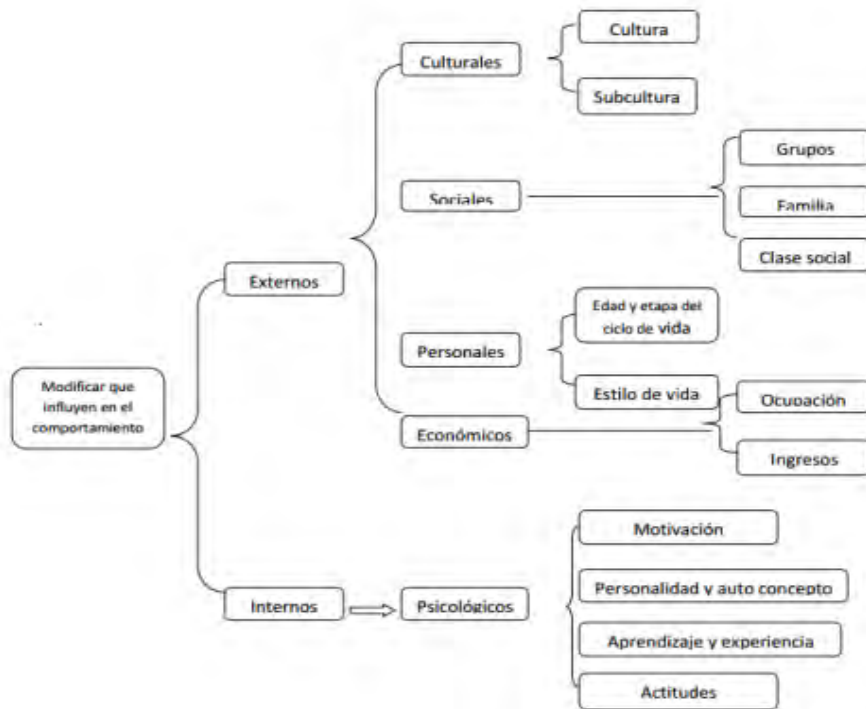 Cultura
Culturales
Subcultura
Grupos
Sociales
Familia
Clase social
Externos
Edad y etapa del
ciclo de vida
Personales
Estilo de vida
Ocupación
Económicos
Ingresos
Modificar que
influyen en el
comportamiento
Motivación
Internos
Psicológicos
Personalidad y auto concepto
Aprendizaje y experiencia
Actitudes